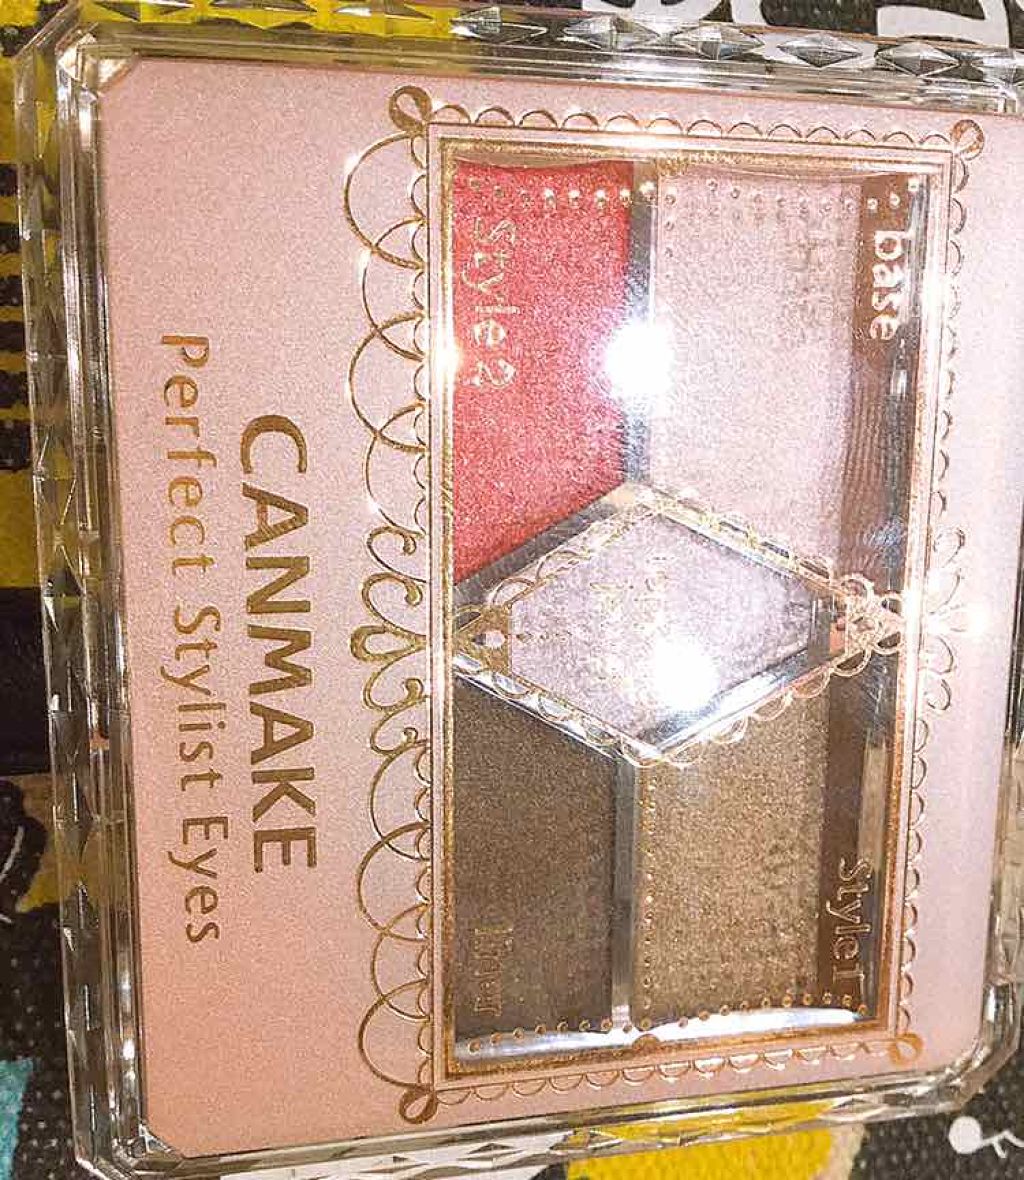 base
Style1
Style2
liner
CANMAKE
Perfect Stylist Eyes